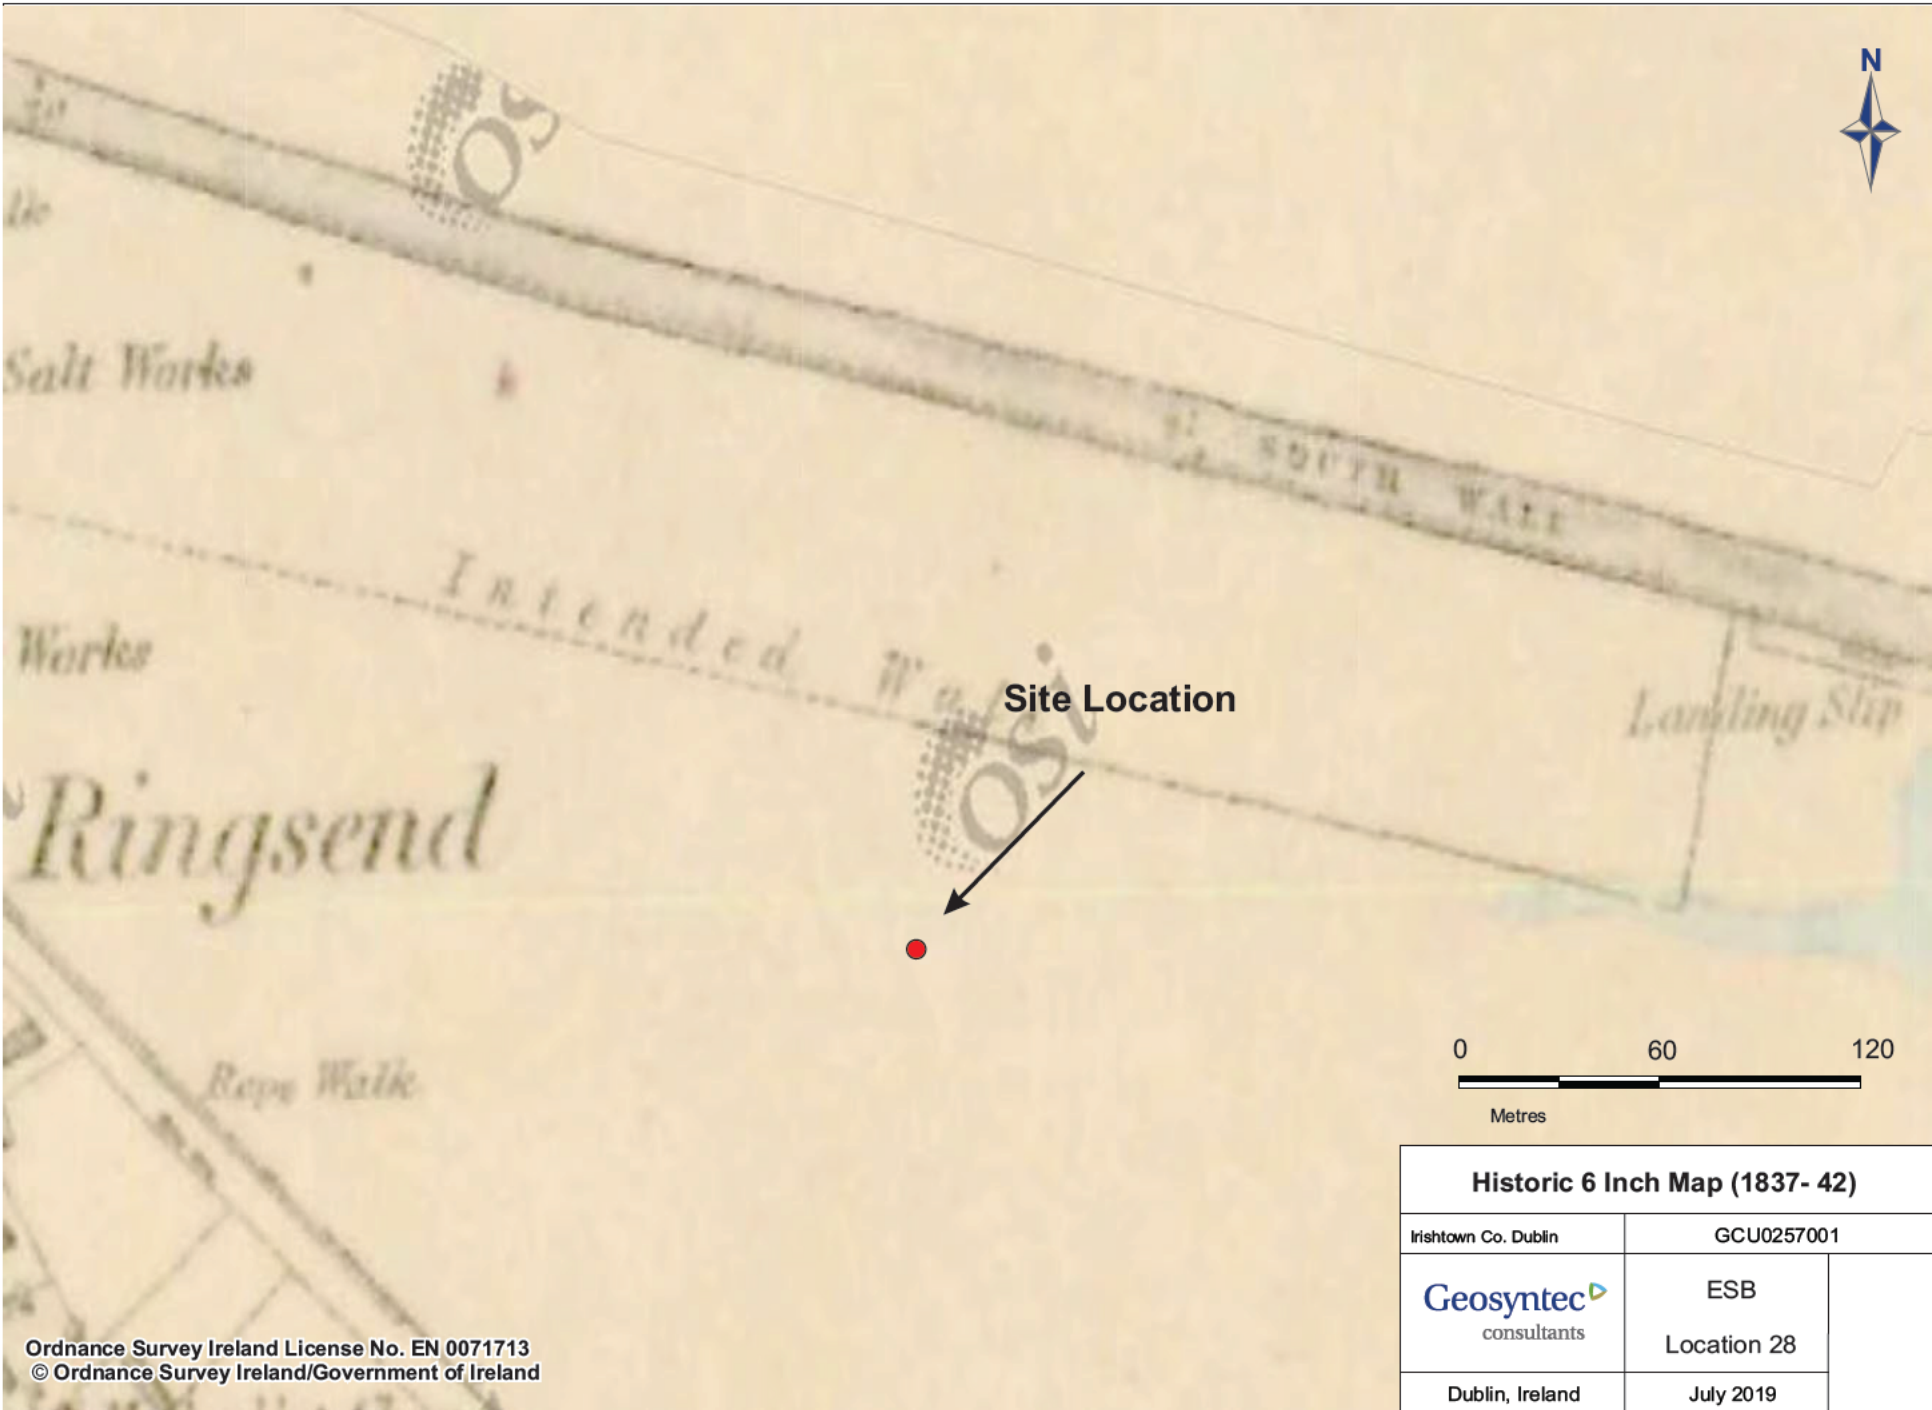 N
OSi
Salt Works
SOUTH WALL
Intended Wall
Works
Site Location
Landing Slip
OSi
Ringsend
0 60 120
Metres
Rope Walk
Historic 6 Inch Map (1837- 42)
Irishtown Co. Dublin GCU0257001
Geosyntec
consultants
ESB
Location 28
Dublin, Ireland July 2019
Ordnance Survey Ireland License No. EN 0071713
© Ordnance Survey Ireland/Government of Ireland